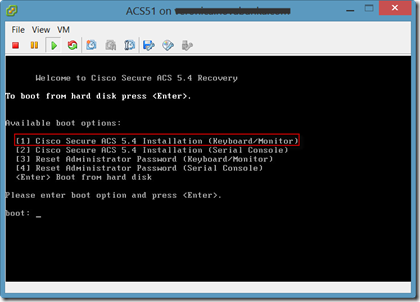 ACS51 on
File View VM
Welcome to Cisco Secure ACS 5.4 Recovery
To boot from hard disk press <Enter>.
Available boot options:
[1] Cisco Secure ACS 5.4 Installation (Keyboard/Monitor)
[2] Cisco Secure ACS 5.4 Installation (Serial Console)
[3] Reset Administrator Password (Keyboard/Monitor)
[4] Reset Administrator Password (Serial Console)
<Enter> Boot from hard disk
Please enter boot option and press <Enter>.
boot: _